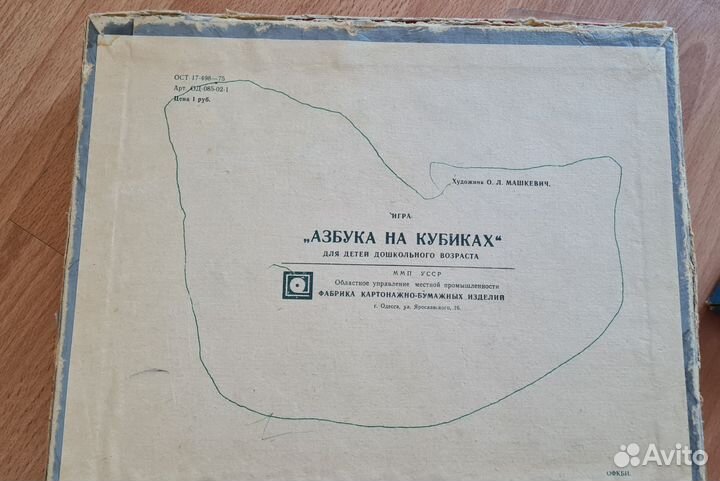 ОСТ 17-498—75
Арт. ОД-085-02-1
Цена 1 руб.
Художник О. Л. МАШКЕВИЧ.
ИГРА
„АЗБУКА НА КУБИКАХ“
ДЛЯ ДЕТЕЙ ДОШКОЛЬНОГО ВОЗРАСТА
ММП УССР
Областное управление местной промышленности
ФАБРИКА КАРТОНАЖНО-БУМАЖНЫХ ИЗДЕЛИЙ
г. Одесса, ул. Ярославского, 16.
ОФКБИ.
Avito